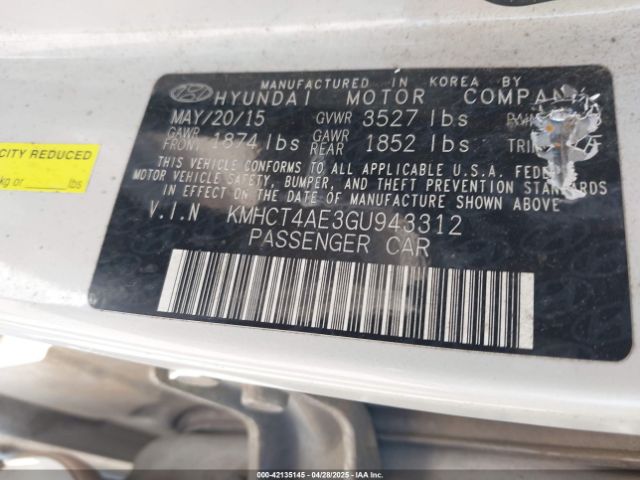 MANUFACTURED IN KOREA BY
HYUNDAI MOTOR COMPANY
MAY/20/15 GVWR 3527 lbs
GAWR FRONT 1874 lbs GAWR REAR 1852 lbs
THIS VEHICLE CONFORMS TO ALL APPLICABLE U.S.A. FEDE
MOTOR VEHICLE SAFETY, BUMPER, AND THEFT PREVENTION STANDARDS
IN EFFECT ON THE DATE OF MANUFACTURE SHOWN ABOVE.
V.I.N KMHCT4AE3GU943312
PASSENGER CAR
CITY REDUCED
kg or lbs
000-42135145 | 04/28/2025 - COPYRIGHT IAA, LLC.